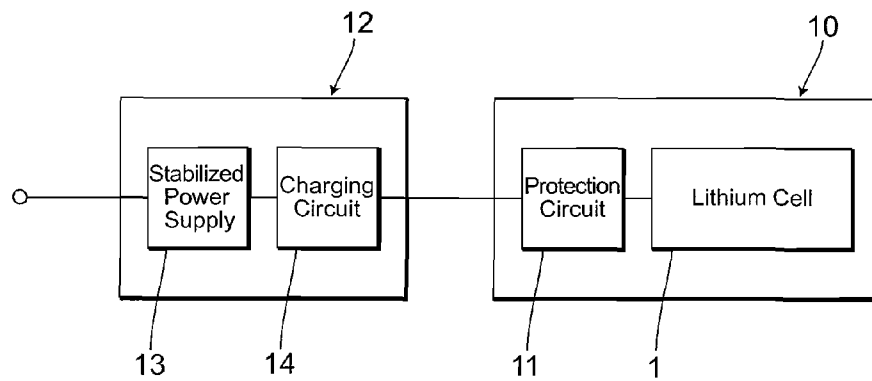 12
10
Stabilized
Power
Supply
Charging
Circuit
Protection
Circuit
Lithium Cell
13
14
11
1